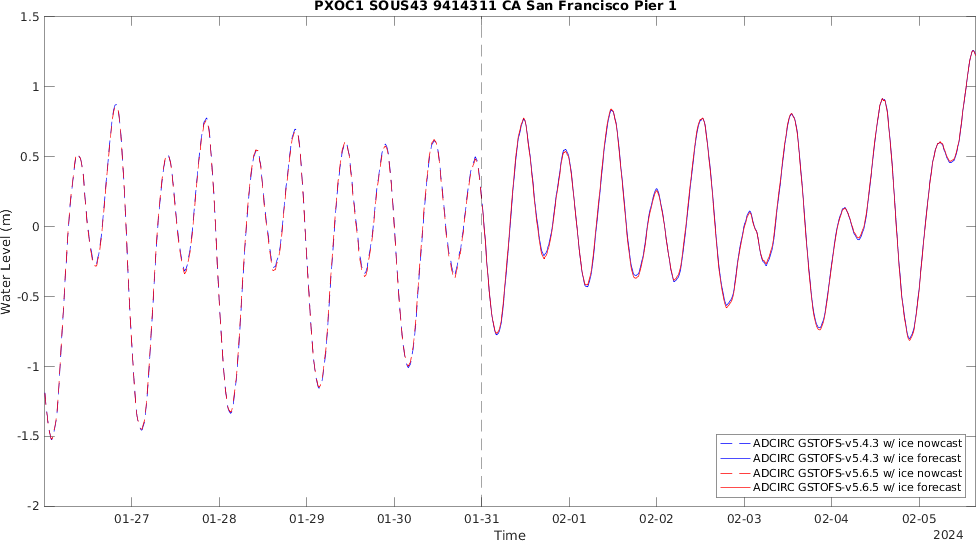 PXOC1 SOUS43 9414311 CA San Francisco Pier 1
1.5
1
0.5
0
-0.5
-1
-1.5
-2
Water Level (m)
01-27 01-28 01-29 01-30 01-31 02-01 02-02 02-03 02-04 02-05
Time
2024
ADCIRC GSTOFS-v5.4.3 w/ ice nowcast
ADCIRC GSTOFS-v5.4.3 w/ ice forecast
ADCIRC GSTOFS-v5.6.5 w/ ice nowcast
ADCIRC GSTOFS-v5.6.5 w/ ice forecast